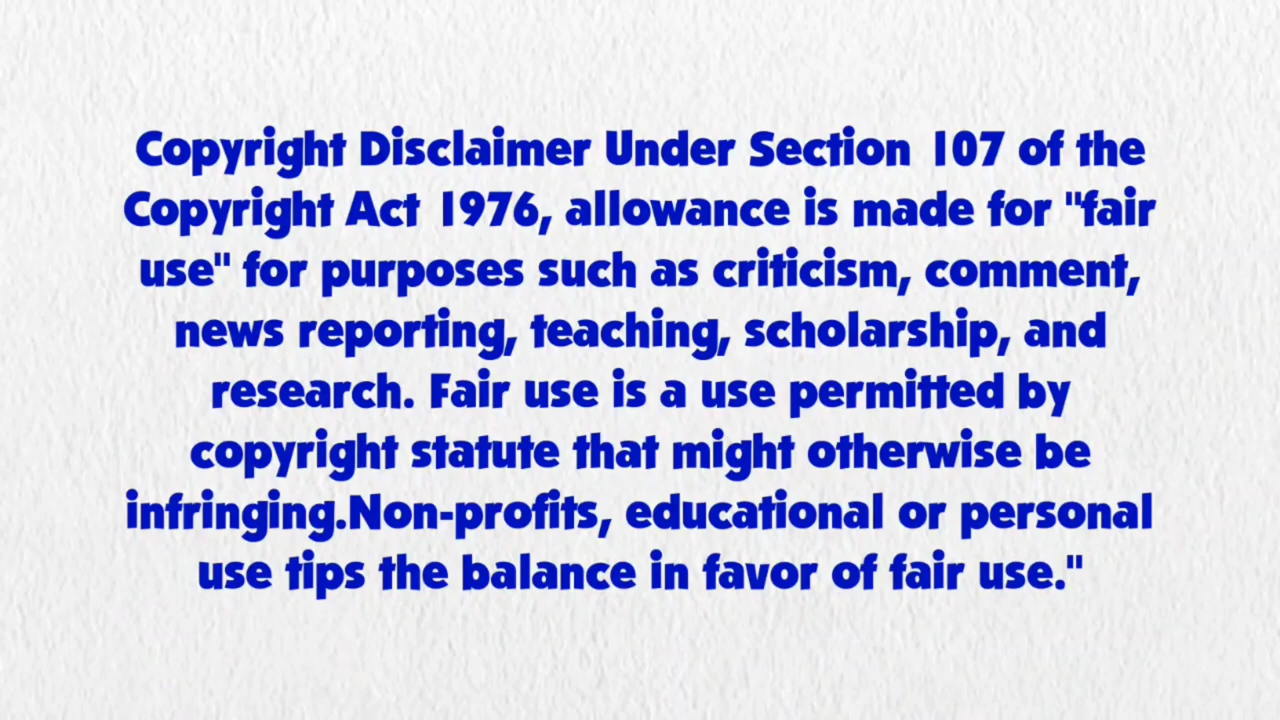 Copyright Disclaimer Under Section 107 of the
Copyright Act 1976, allowance is made for "fair
use" for purposes such as criticism, comment,
news reporting, teaching, scholarship, and
research. Fair use is a use permitted by
copyright statute that might otherwise be
infringing.Non-profits, educational or personal
use tips the balance in favor of fair use."